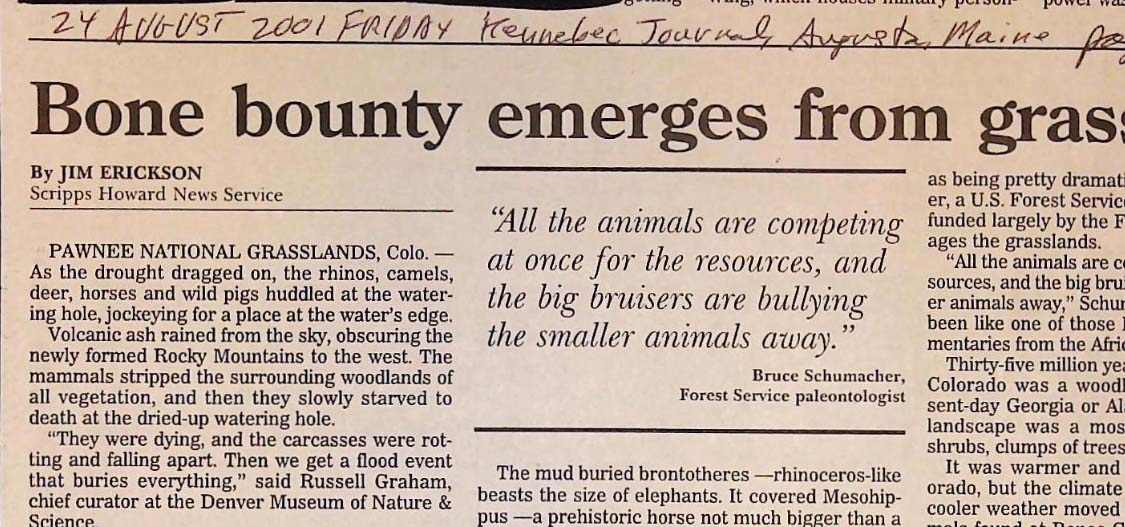 24 AUGUST 2001 FRIDAY Kennebec Journal, Augusta, Maine
Bone bounty emerges from grass
By JIM ERICKSON
Scripps Howard News Service
PAWNEE NATIONAL GRASSLANDS, Colo. —
As the drought dragged on, the rhinos, camels,
deer, horses and wild pigs huddled at the water-
ing hole, jockeying for a place at the water's edge.
Volcanic ash rained from the sky, obscuring the
newly formed Rocky Mountains to the west. The
mammals stripped the surrounding woodlands of
all vegetation, and then they slowly starved to
death at the dried-up watering hole.
“They were dying, and the carcasses were rot-
ting and falling apart. Then we get a flood event
that buries everything,” said Russell Graham,
chief curator at the Denver Museum of Nature &
Science.
“All the animals are competing
at once for the resources, and
the big bruisers are bullying
the smaller animals away.”
Bruce Schumacher,
Forest Service paleontologist
The mud buried brontotheres —rhinoceros-like
beasts the size of elephants. It covered Mesohip-
pus —a prehistoric horse not much bigger than a
as being pretty dramati
er, a U.S. Forest Service
funded largely by the F
ages the grasslands.
“All the animals are c
sources, and the big brui
er animals away,” Schu
been like one of those
mentaries from the Afri
Thirty-five million ye
Colorado was a wood
sent-day Georgia or Al
landscape was a mos
shrubs, clumps of trees
It was warmer and
orado, but the climate
cooler weather moved